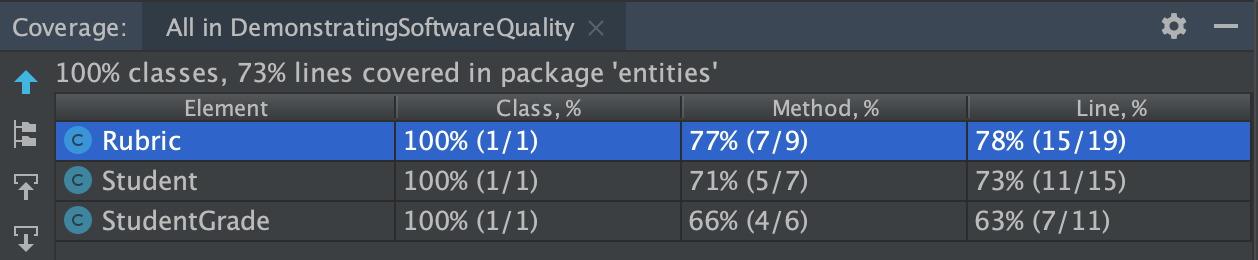 Coverage: All in DemonstratingSoftwareQuality
100% classes, 73% lines covered in package 'entities'
Element Class, % Method, % Line, %
C Rubric 100% (1/1) 77% (7/9) 78% (15/19)
C Student 100% (1/1) 71% (5/7) 73% (11/15)
C StudentGrade 100% (1/1) 66% (4/6) 63% (7/11)